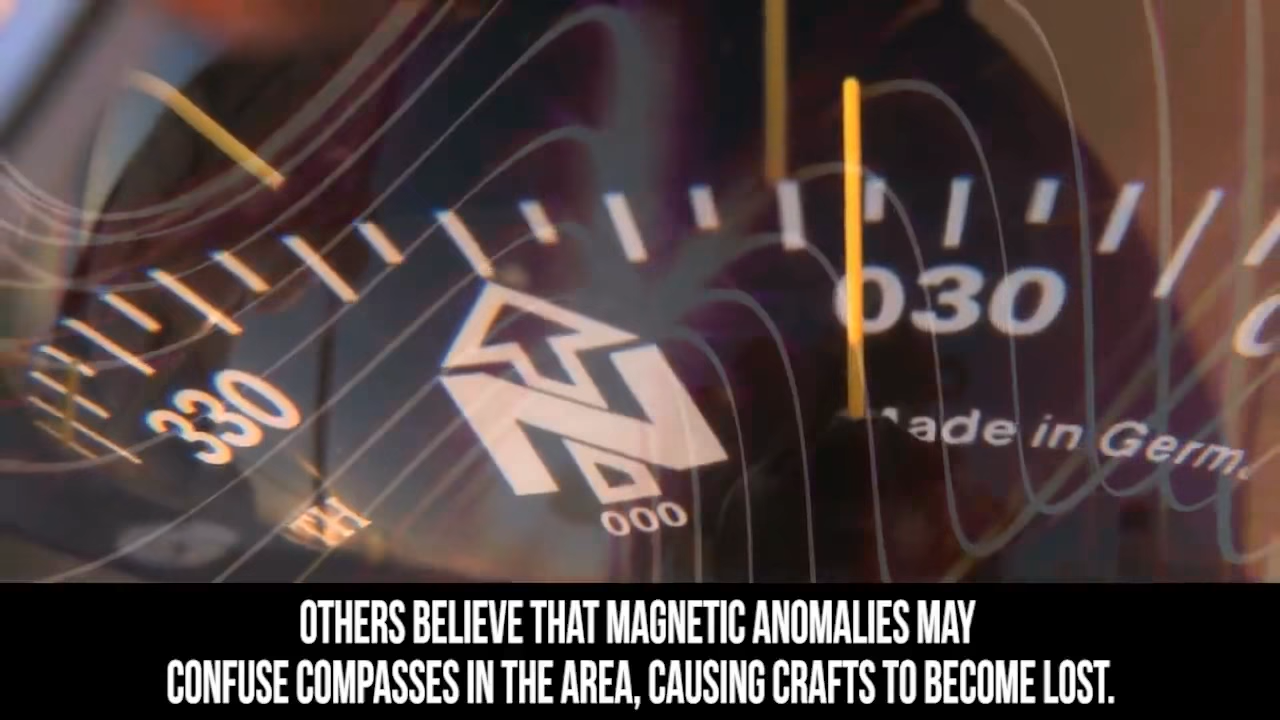 030
330
N
000
Made in Germ
OTHERS BELIEVE THAT MAGNETIC ANOMALIES MAY
CONFUSE COMPASSES IN THE AREA, CAUSING CRAFTS TO BECOME LOST.